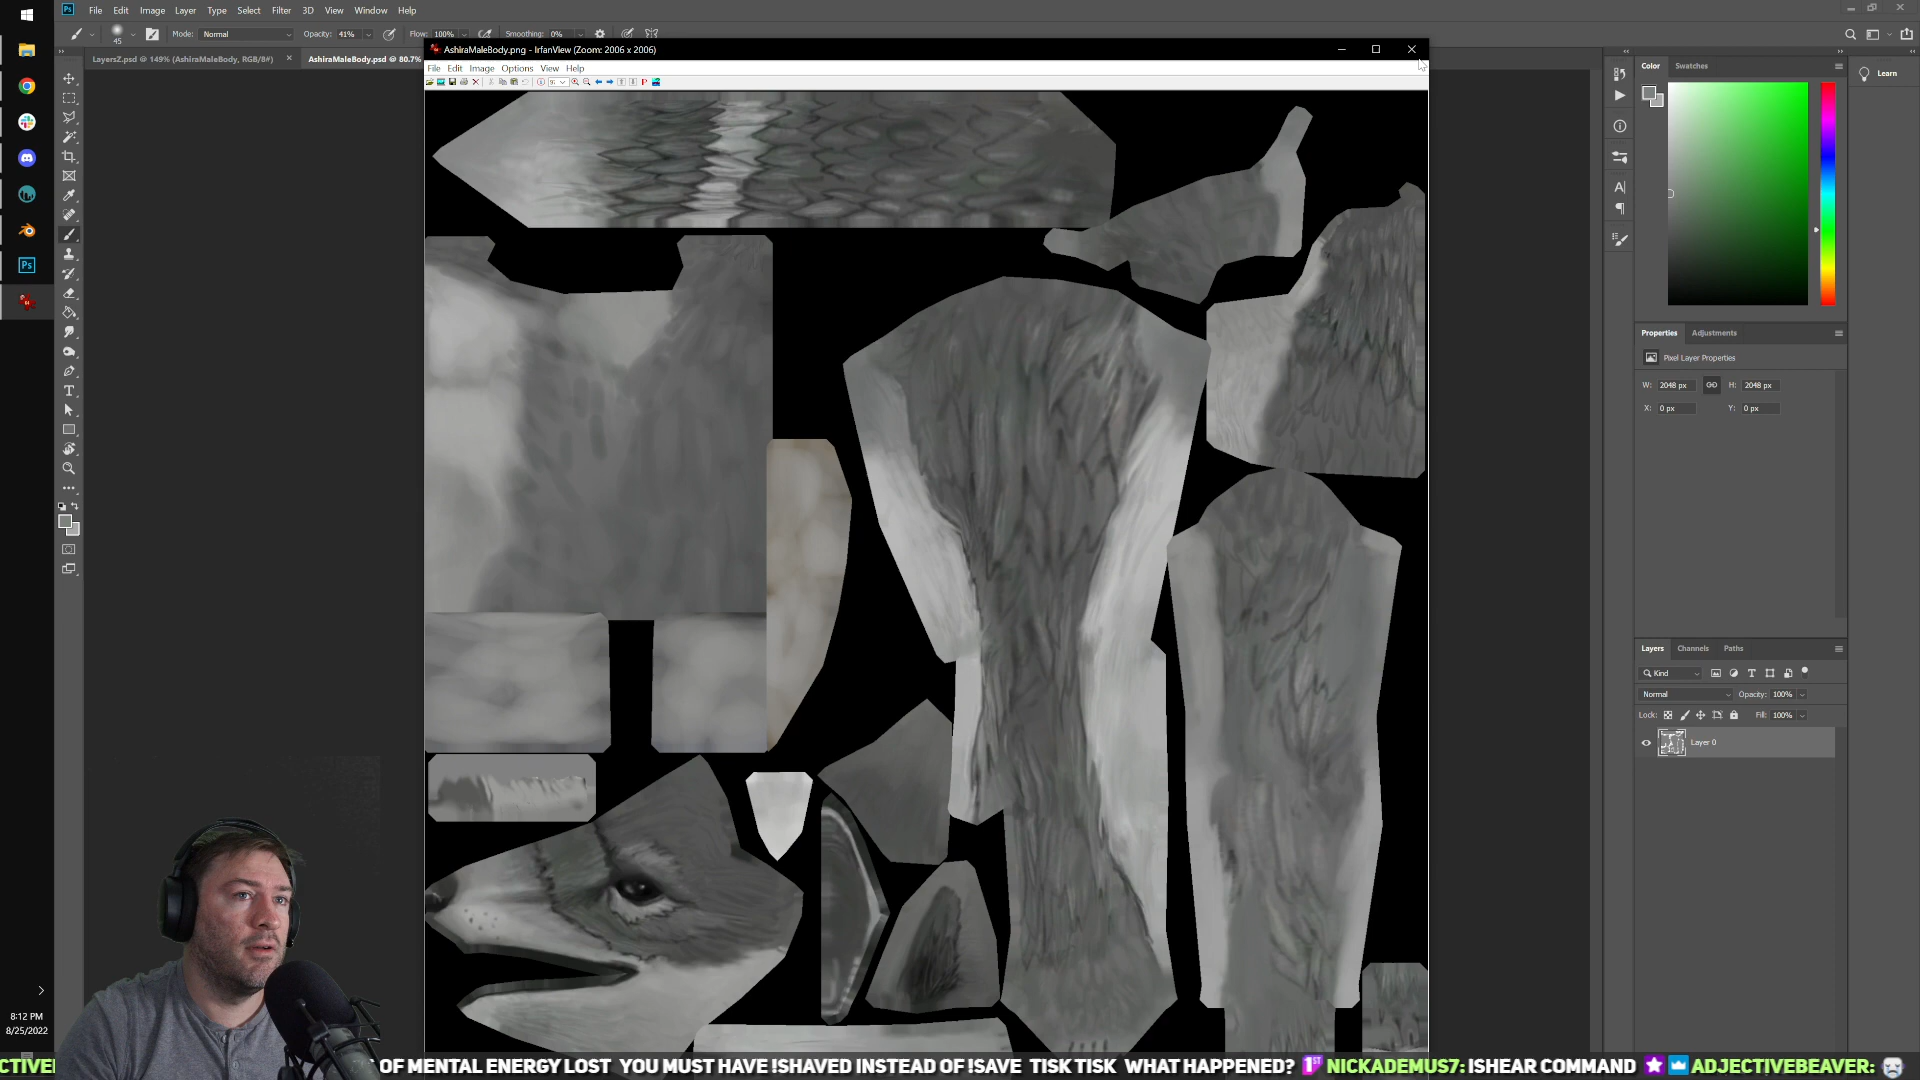 Ps File Edit Image Layer Type Select Filter 3D View Window Help
45 Mode: Normal Opacity: 41% Flow: 100% Smoothing: 0%
LayersZ.psd @ 149% (AshiraMaleBody, RGB/8#) × AshiraMaleBody.psd @ 80.7%
AshiraMaleBody.png - IrfanView (Zoom: 2006 x 2006)
File Edit Image Options View Help
Color Swatches
Learn
Properties Adjustments
Pixel Layer Properties
W: 2048 px H: 2048 px
X: 0 px Y: 0 px
Layers Channels Paths
Kind
Normal Opacity: 100%
Lock: Fill: 100%
Layer 0
8:12 PM
8/25/2022
CTIVE OF MENTAL ENERGY LOST YOU MUST HAVE !SHAVED INSTEAD OF !SAVE TISK TISK WHAT HAPPENED? 1ST NICKADEMUS7: !SHEAR COMMAND ADJECTIVEBEAVER: